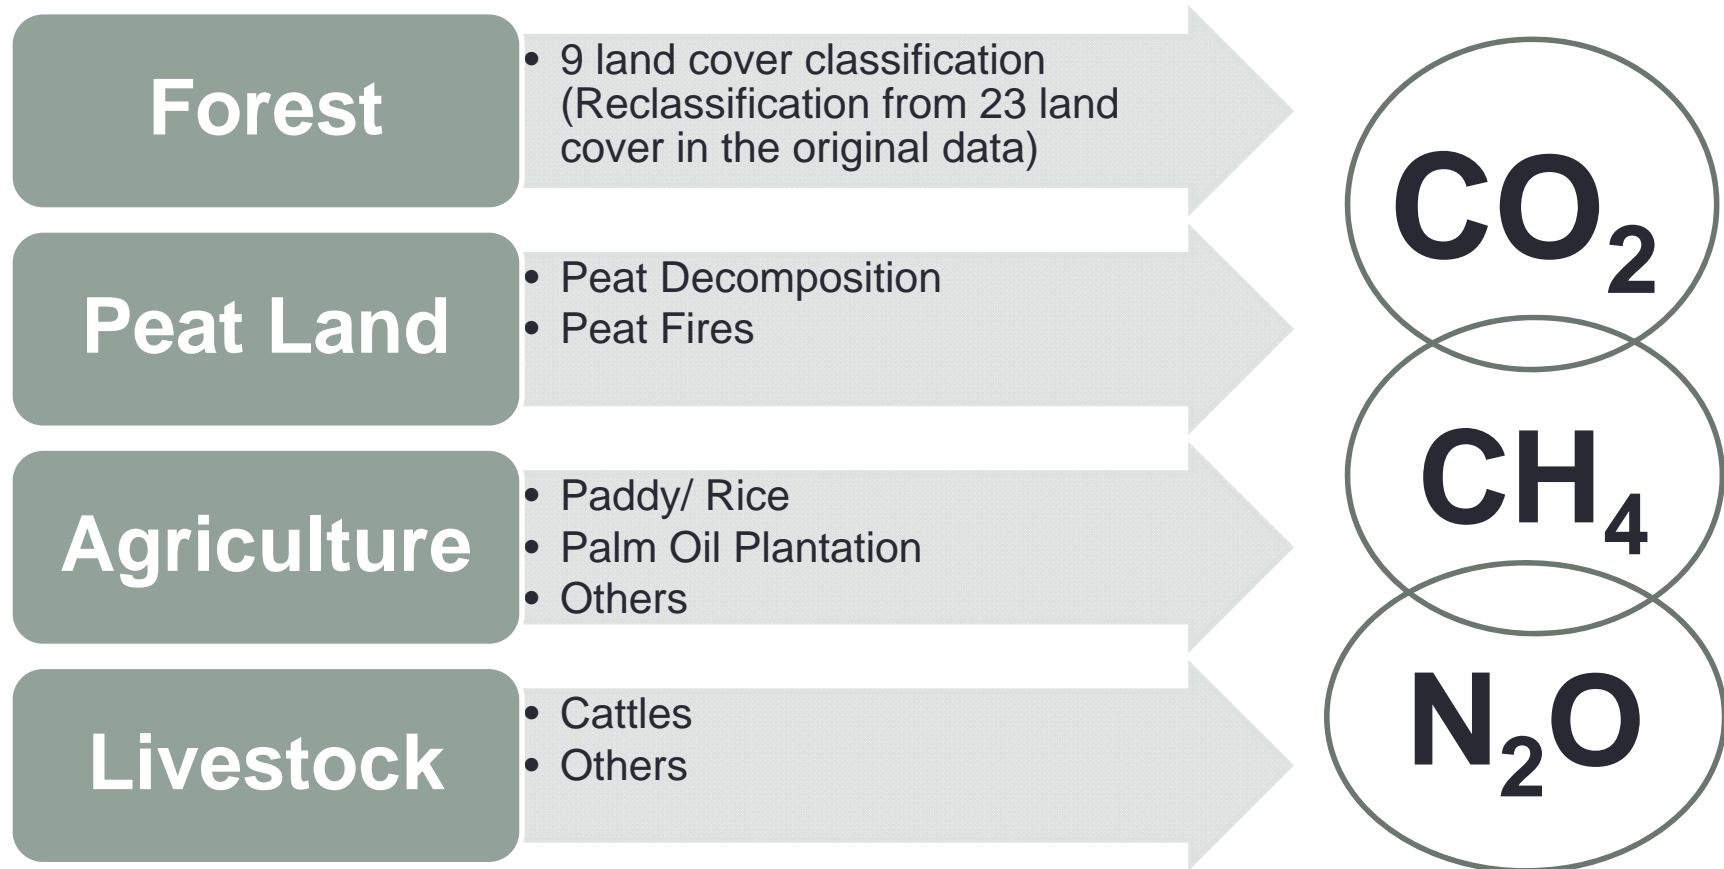 Forest
• 9 land cover classification
(Reclassification from 23 land
cover in the original data)
Peat Land
• Peat Decomposition
• Peat Fires
Agriculture
• Paddy/ Rice
• Palm Oil Plantation
• Others
Livestock
• Cattles
• Others
CO₂
CH₄
N₂O